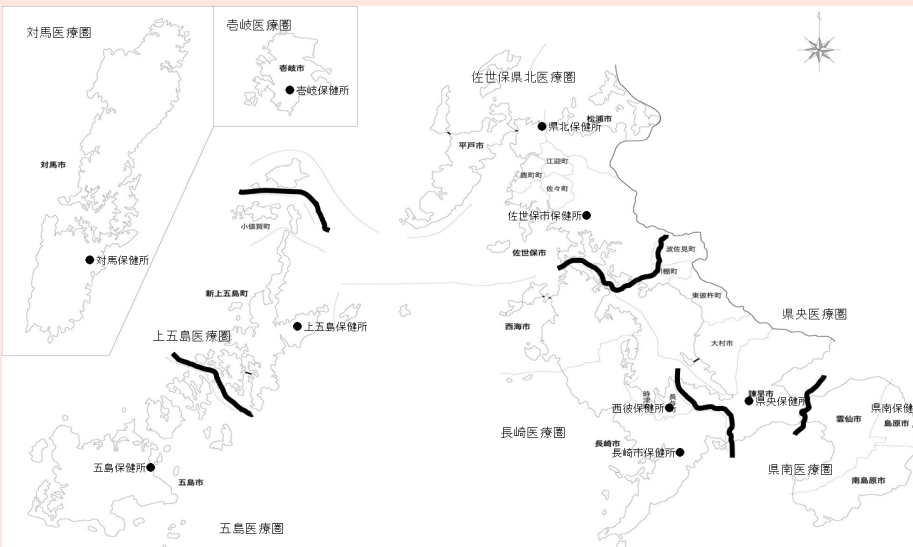 対馬医療圏
壱岐医療圏
壱岐市
壱岐保健所
対馬市
対馬保健所
佐世保県北医療圏
松浦市
県北保健所
平戸市
江迎町
鹿町町
佐々町
佐世保市保健所
小値賀町
佐世保市
波佐見町
川棚町
東彼杵町
新上五島町
上五島保健所
西海市
県央医療圏
上五島医療圏
大村市
諫早市
県央保健所
時津
西彼保健所
雲仙市
県南保健
島原市
長崎医療圏
長崎市
長崎市保健所
県南医療圏
南島原市
五島保健所
五島市
五島医療圏